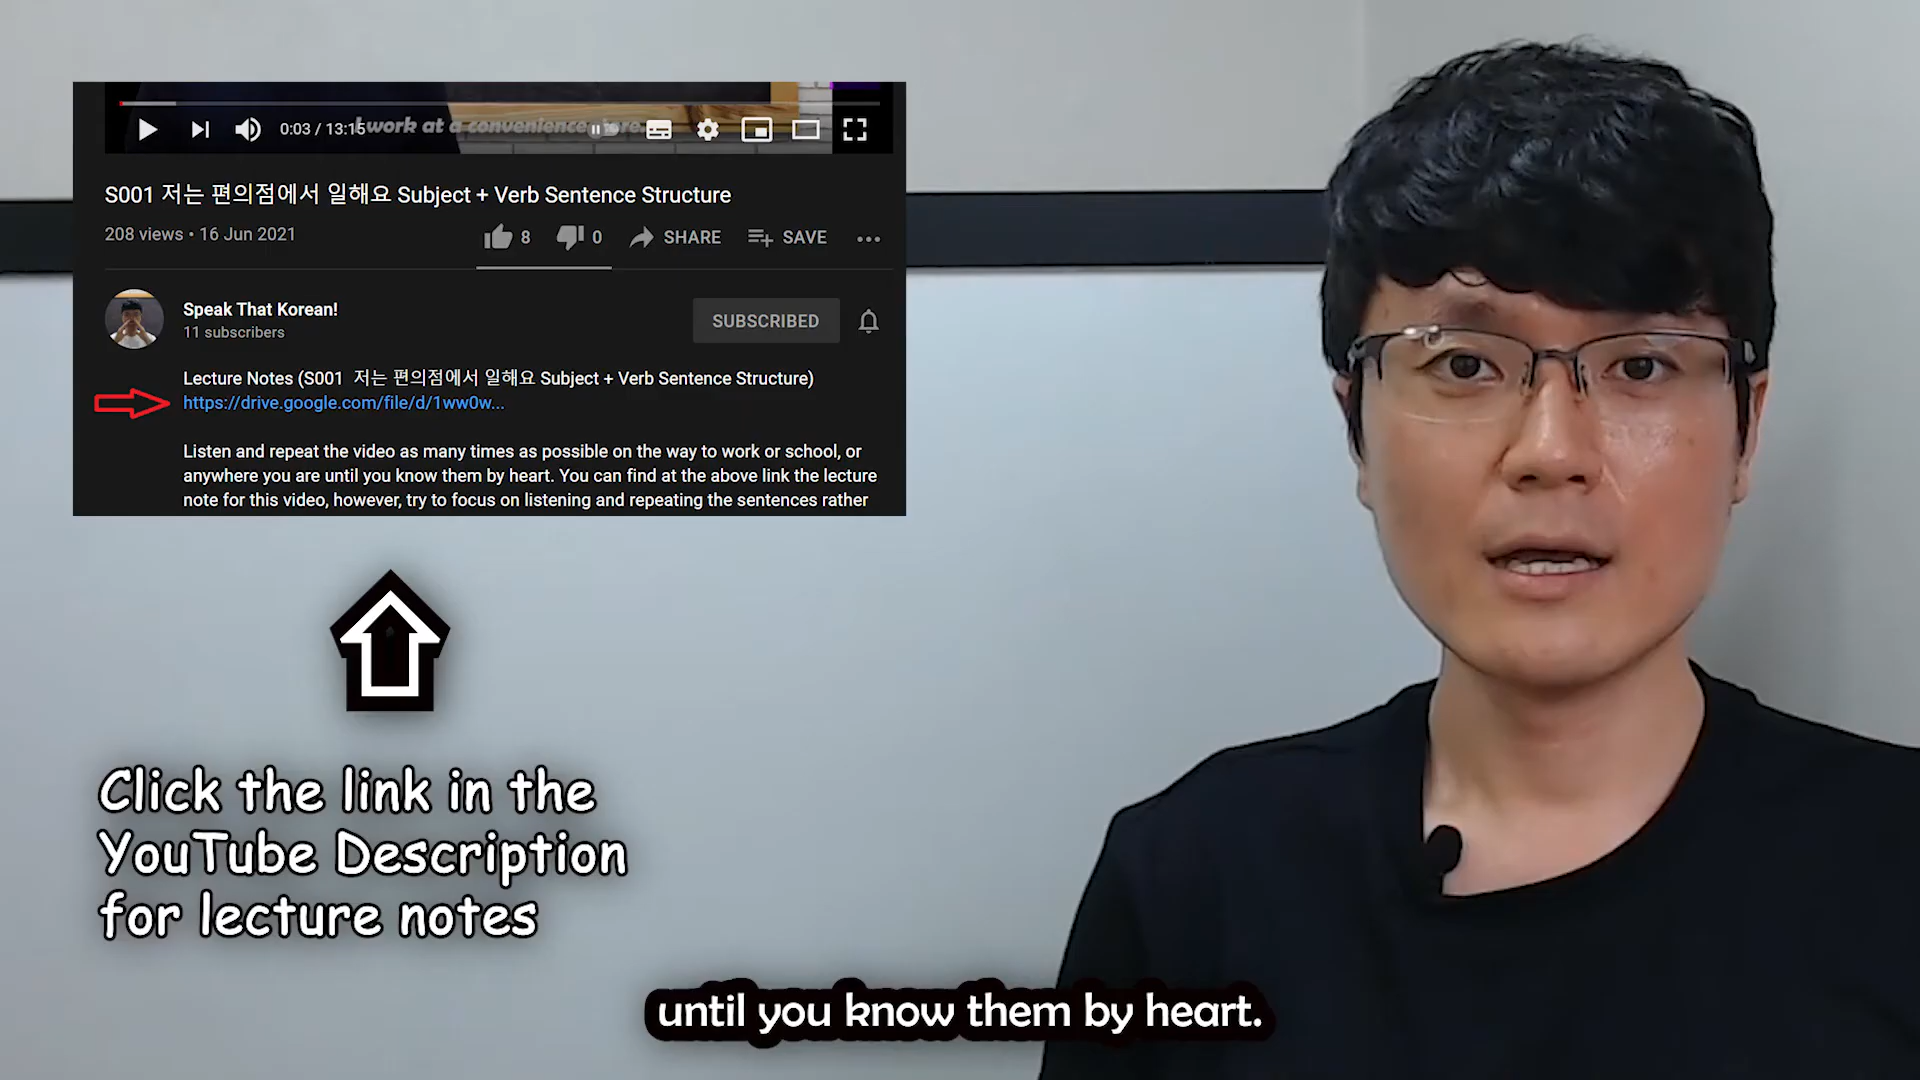 I work at a convenience store.
0:03 / 13:15
S001 저는 편의점에서 일해요 Subject + Verb Sentence Structure
208 views • 16 Jun 2021
8
0
SHARE
SAVE
Speak That Korean!
11 subscribers
SUBSCRIBED
Lecture Notes (S001 저는 편의점에서 일해요 Subject + Verb Sentence Structure)
https://drive.google.com/file/d/1ww0w...
Listen and repeat the video as many times as possible on the way to work or school, or
anywhere you are until you know them by heart. You can find at the above link the lecture
note for this video, however, try to focus on listening and repeating the sentences rather
Click the link in the
YouTube Description
for lecture notes
until you know them by heart.